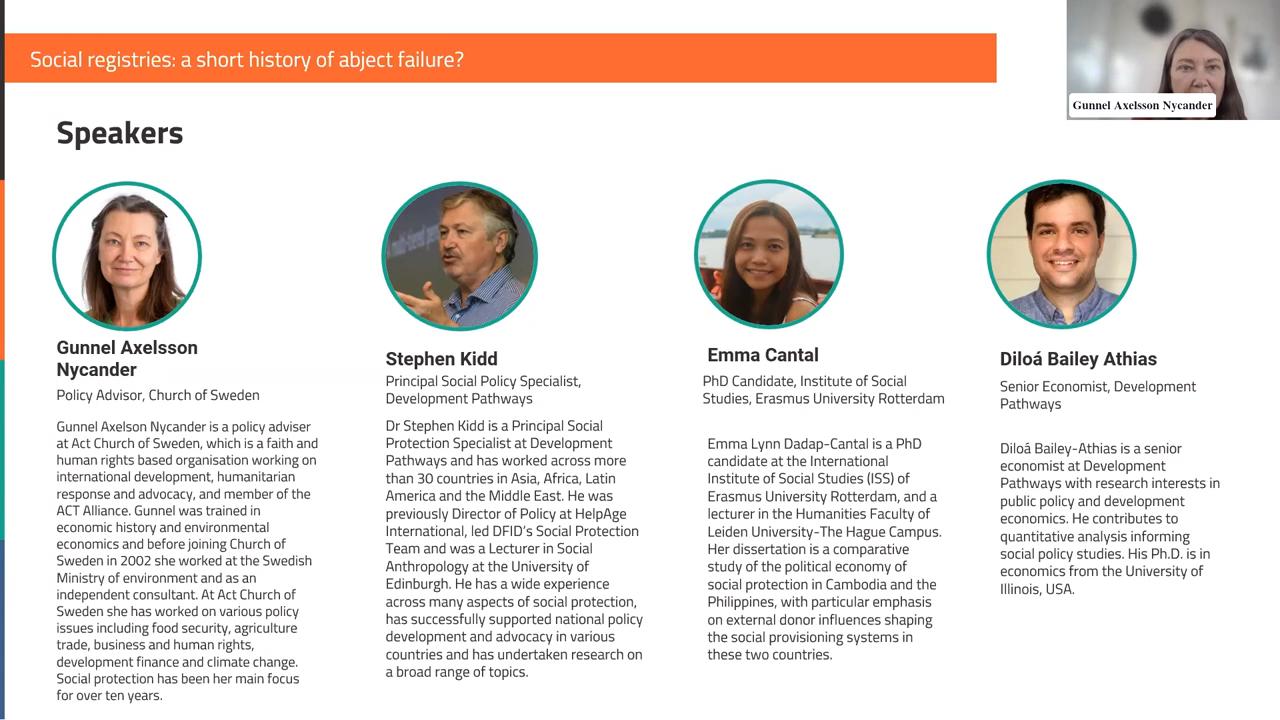 Social registries: a short history of abject failure?
Gunnel Axelsson Nycander
Speakers
Gunnel Axelsson
Nycander
Policy Advisor, Church of Sweden
Gunnel Axelson Nycander is a policy adviser
at Act Church of Sweden, which is a faith and
human rights based organisation working on
international development, humanitarian
response and advocacy, and member of the
ACT Alliance. Gunnel was trained in
economic history and environmental
economics and before joining Church of
Sweden in 2002 she worked at the Swedish
Ministry of environment and as an
independent consultant. At Act Church of
Sweden she has worked on various policy
issues including food security, agriculture
trade, business and human rights,
development finance and climate change.
Social protection has been her main focus
for over ten years.
Stephen Kidd
Principal Social Policy Specialist,
Development Pathways
Dr Stephen Kidd is a Principal Social
Protection Specialist at Development
Pathways and has worked across more
than 30 countries in Asia, Africa, Latin
America and the Middle East. He was
previously Director of Policy at HelpAge
International, led DFID's Social Protection
Team and was a Lecturer in Social
Anthropology at the University of
Edinburgh. He has a wide experience
across many aspects of social protection,
has successfully supported national policy
development and advocacy in various
countries and has undertaken research on
a broad range of topics.
Emma Cantal
PhD Candidate, Institute of Social
Studies, Erasmus University Rotterdam
Emma Lynn Dadap-Cantal is a PhD
candidate at the International
Institute of Social Studies (ISS) of
Erasmus University Rotterdam, and a
lecturer in the Humanities Faculty of
Leiden University-The Hague Campus.
Her dissertation is a comparative
study of the political economy of
social protection in Cambodia and the
Philippines, with particular emphasis
on external donor influences shaping
the social provisioning systems in
these two countries.
Diloá Bailey Athias
Senior Economist, Development
Pathways
Diloá Bailey-Athias is a senior
economist at Development
Pathways with research interests in
public policy and development
economics. He contributes to
quantitative analysis informing
social policy studies. His Ph.D. is in
economics from the University of
Illinois, USA.